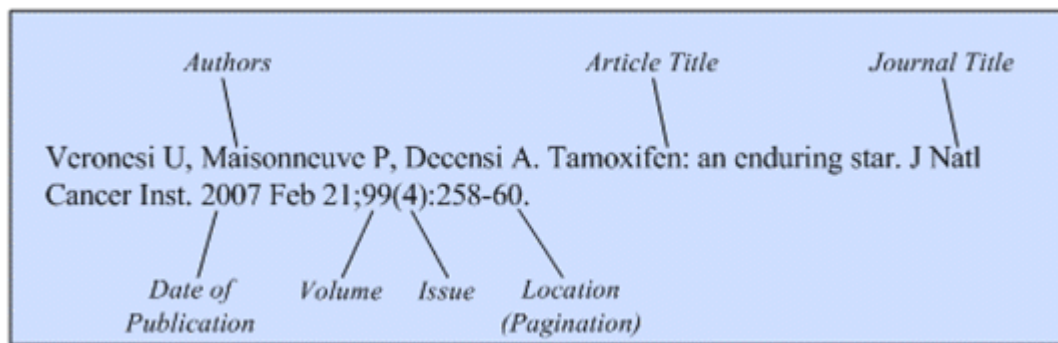 Authors Article Title Journal Title
Veronesi U, Maisonneuve P, Decensi A. Tamoxifen: an enduring star. J Natl
Cancer Inst. 2007 Feb 21;99(4):258-60.
Date of Volume Issue Location
Publication (Pagination)